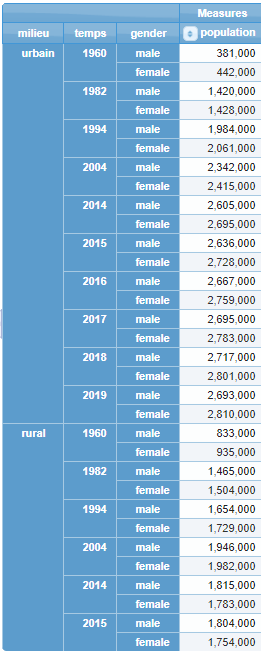 Measures
milieu temps gender population
urbain 1960 male 381,000
female 442,000
1982 male 1,420,000
female 1,428,000
1994 male 1,984,000
female 2,061,000
2004 male 2,342,000
female 2,415,000
2014 male 2,605,000
female 2,695,000
2015 male 2,636,000
female 2,728,000
2016 male 2,667,000
female 2,759,000
2017 male 2,695,000
female 2,783,000
2018 male 2,717,000
female 2,801,000
2019 male 2,693,000
female 2,810,000
rural 1960 male 833,000
female 935,000
1982 male 1,465,000
female 1,504,000
1994 male 1,654,000
female 1,729,000
2004 male 1,946,000
female 1,982,000
2014 male 1,815,000
female 1,783,000
2015 male 1,804,000
female 1,754,000